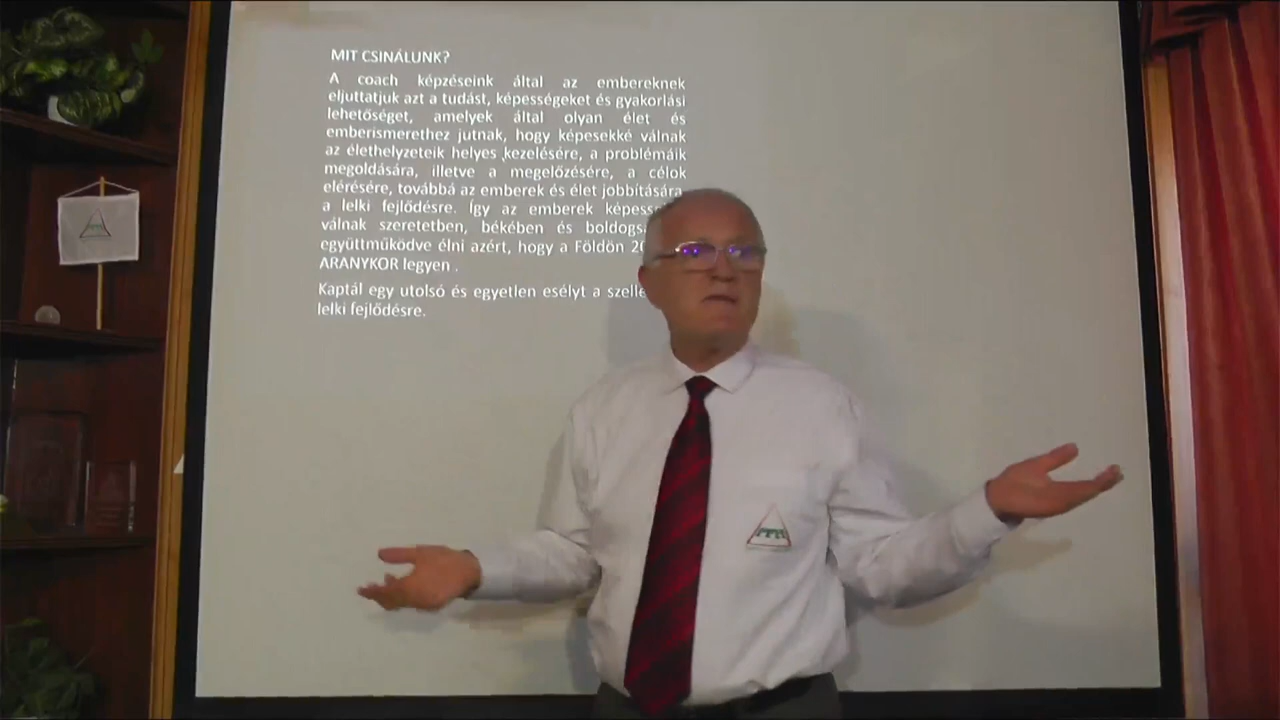 MIT CSINÁLUNK?
A coach képzéseink által az embereknek
eljuttatjuk azt a tudást, képességeket és gyakorlási
lehetőséget, amelyek által olyan élet és
emberismerethez jutnak, hogy képesekké válnak
az élethelyzeteik helyes kezelésére, a problémáik
megoldására, illetve a megelőzésére, a célok
elérésére, továbbá az emberek és élet jobbítására,
a lelki fejlődésre. Így az emberek
válnak szeretetben, békében és
együttműködve élni azért, hogy a Földön
ARANYKOR legyen .
Kaptál egy utolsó és egyetlen esélyt a
lelki fejlődésre.